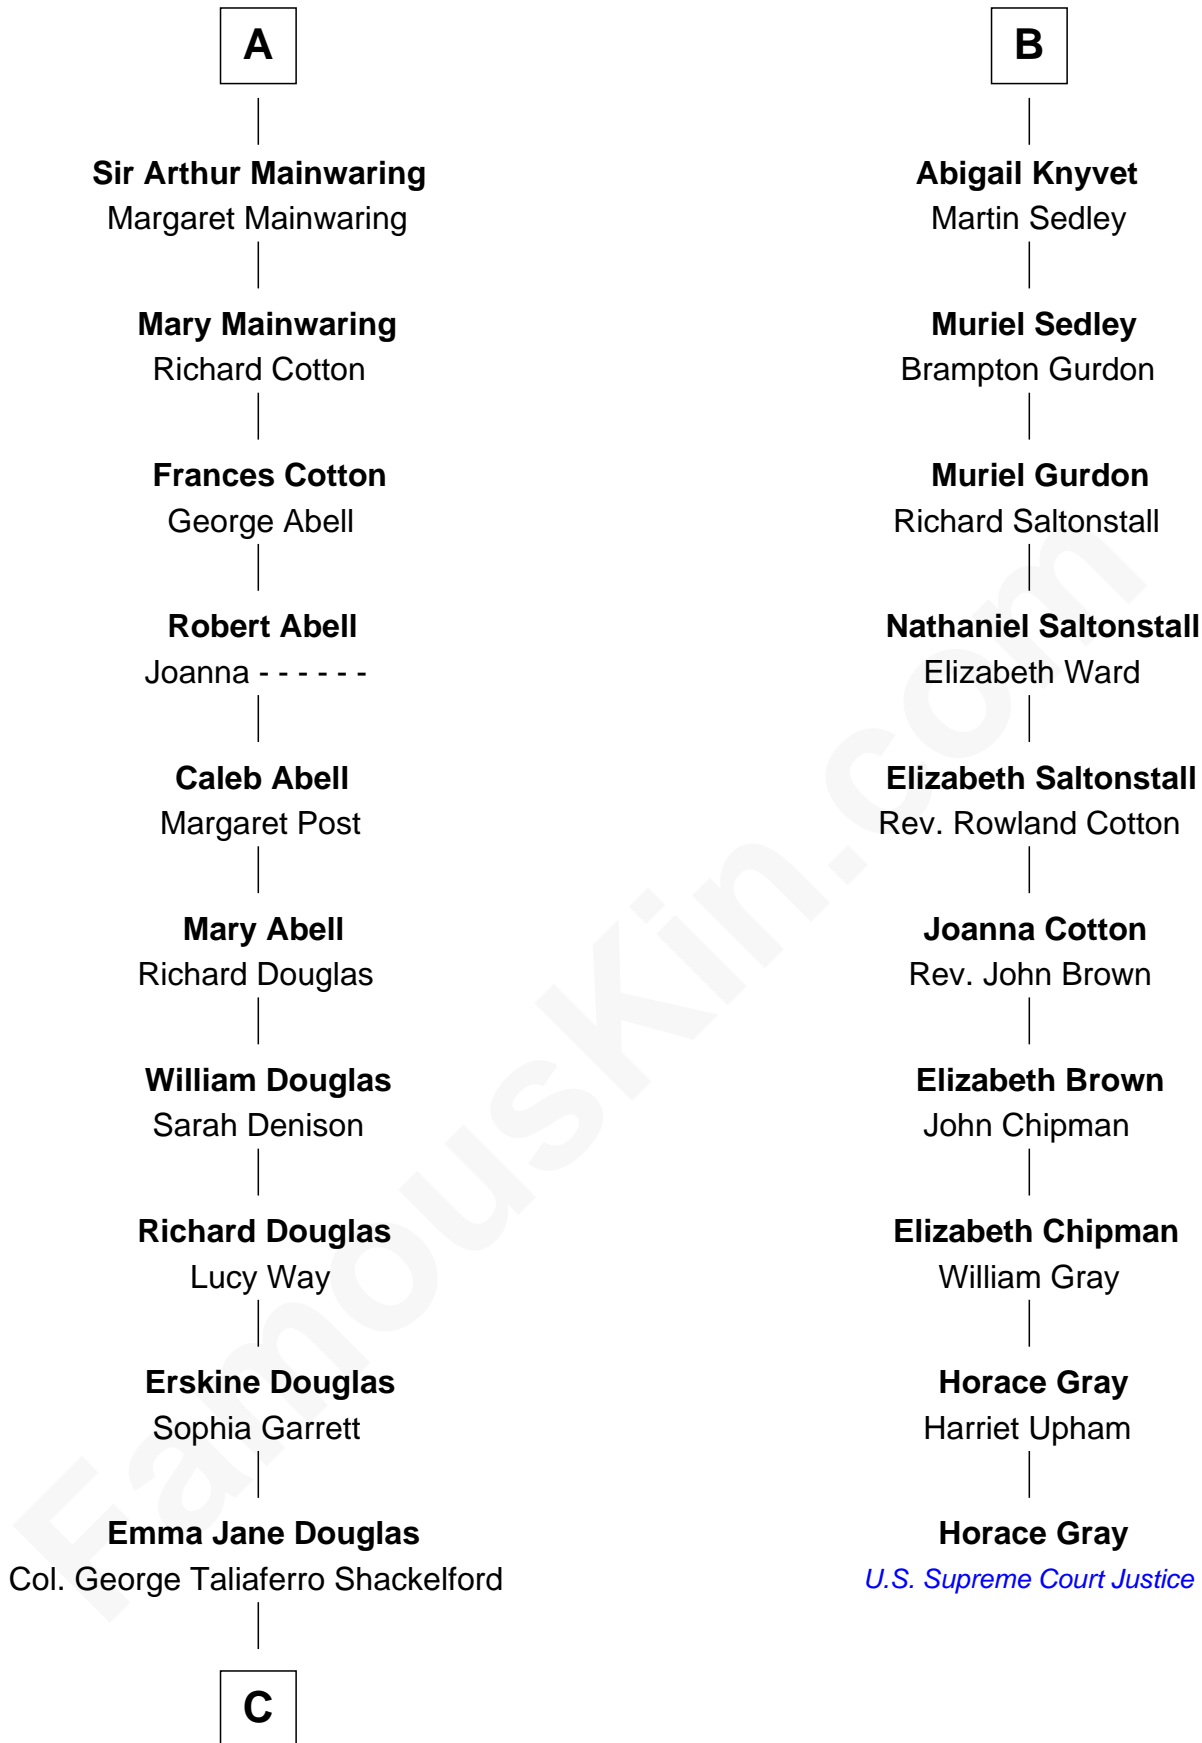 A
Sir Arthur Mainwaring
Margaret Mainwaring
Mary Mainwaring
Richard Cotton
Frances Cotton
George Abell
Robert Abell
Joanna - - - - - -
Caleb Abell
Margaret Post
Mary Abell
Richard Douglas
William Douglas
Sarah Denison
Richard Douglas
Lucy Way
Erskine Douglas
Sophia Garrett
Emma Jane Douglas
Col. George Taliaferro Shackelford
C
B
Abigail Knyvet
Martin Sedley
Muriel Sedley
Brampton Gurdon
Muriel Gurdon
Richard Saltonstall
Nathaniel Saltonstall
Elizabeth Ward
Elizabeth Saltonstall
Rev. Rowland Cotton
Joanna Cotton
Rev. John Brown
Elizabeth Brown
John Chipman
Elizabeth Chipman
William Gray
Horace Gray
Harriet Upham
Horace Gray
U.S. Supreme Court Justice
FamousKin.com